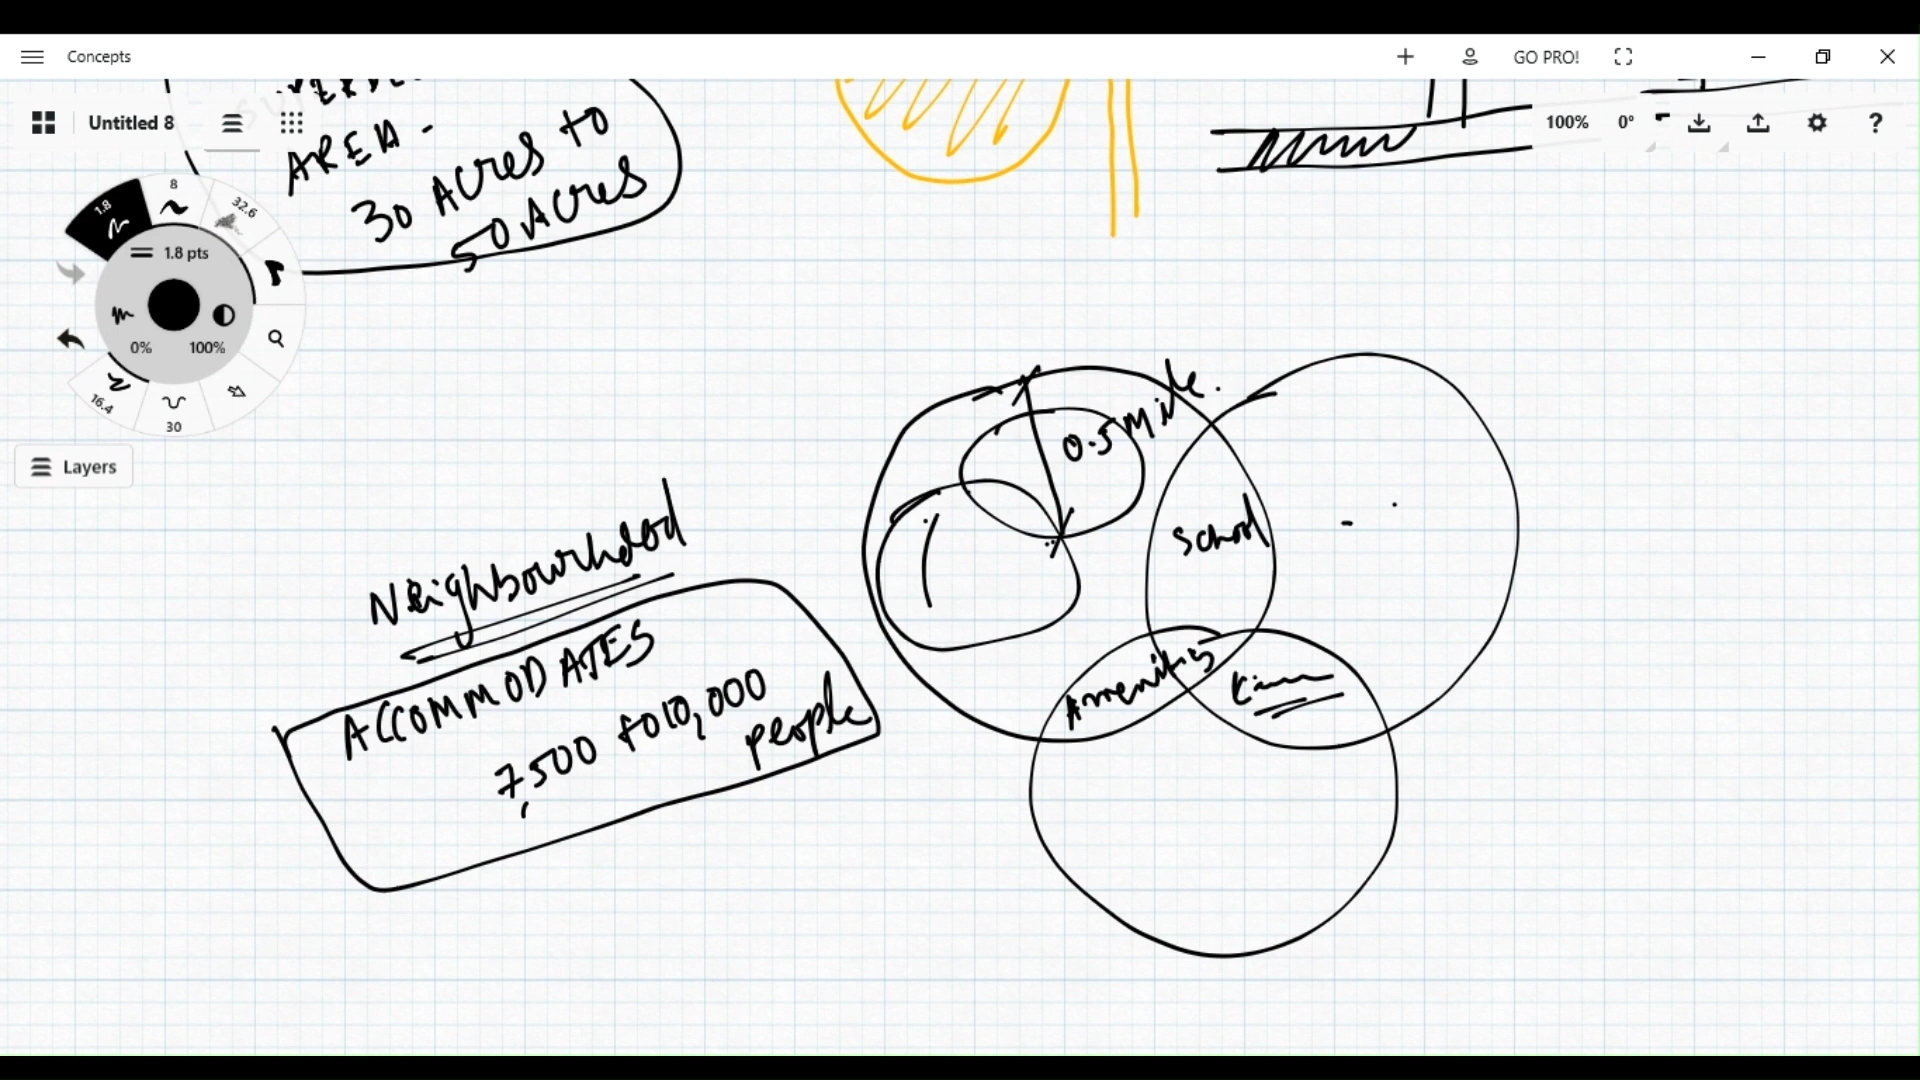 Concepts
GO PRO!
Untitled 8
100% 0°
AREA -
30 Acres to
50 Acres
8
1.8
32.6
1.8 pts
0% 100%
16.4
30
Layers
0.5 Mile.
School
Neighbourhood
ACCOMMODATES
7,500 to 10,000
people
Amenities